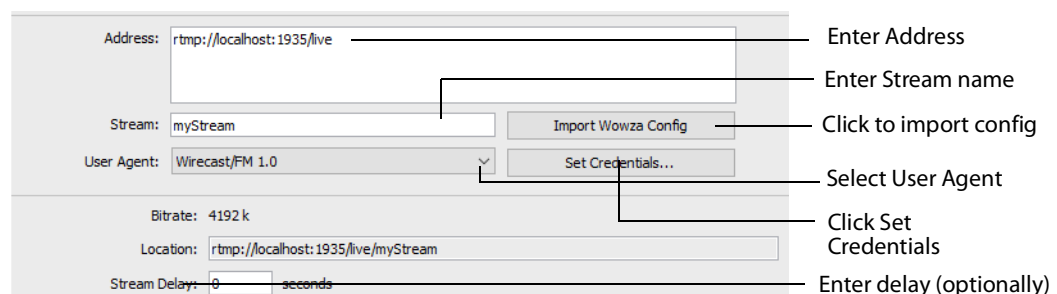 Address: rtmp://localhost:1935/live Enter Address
Enter Stream name
Stream: myStream Import Wowza Config Click to import config
User Agent: Wirecast/FM 1.0 Set Credentials...
Select User Agent
Bitrate: 4192 k Click Set
Credentials
Location: rtmp://localhost:1935/live/myStream
Stream Delay: 0 seconds Enter delay (optionally)